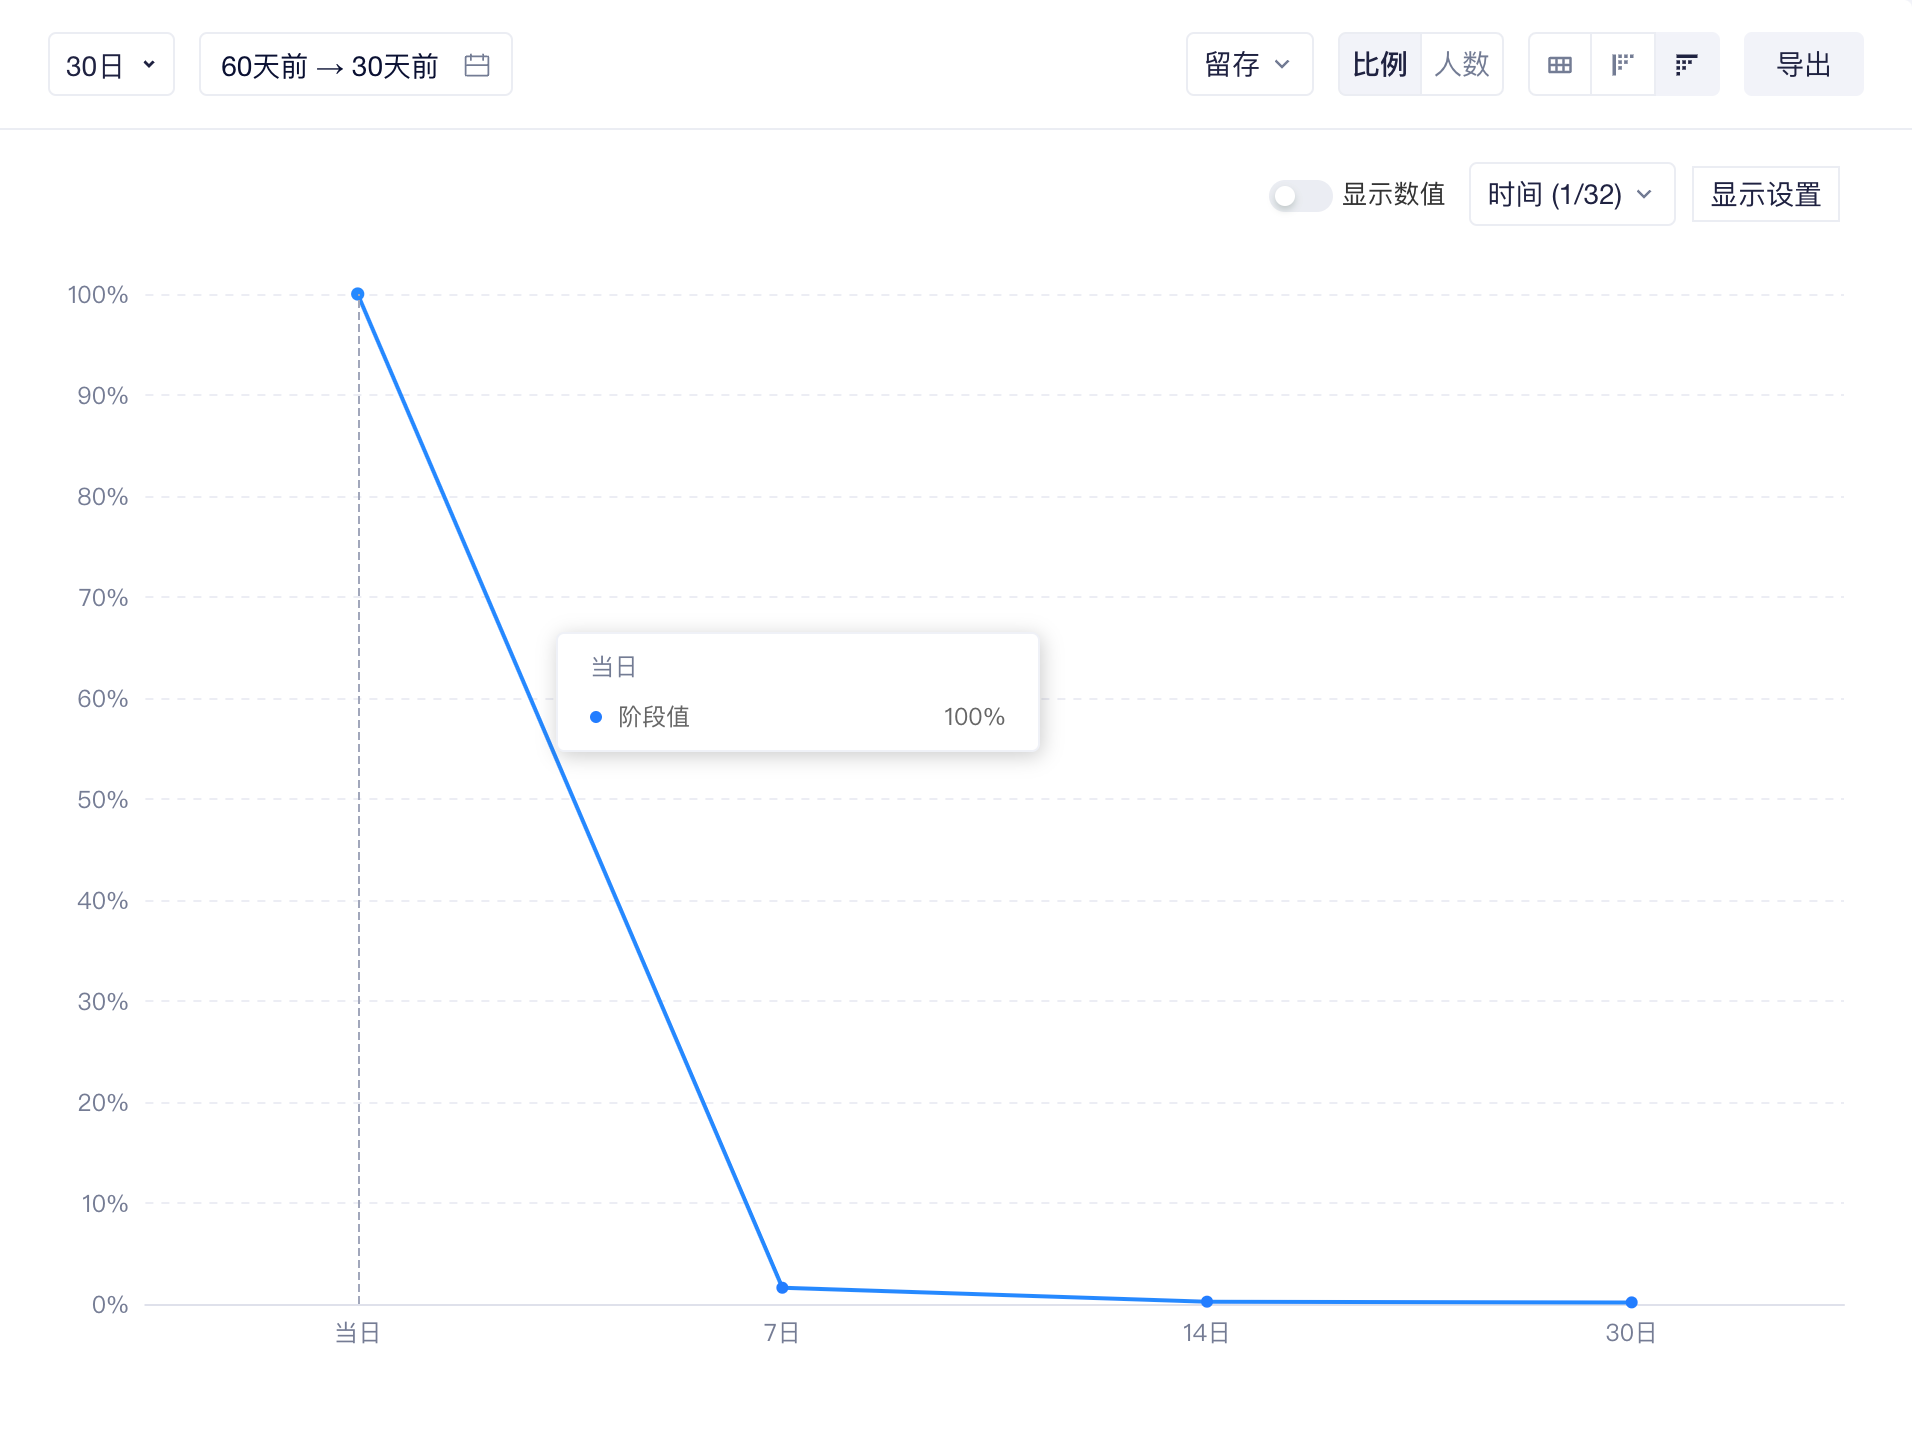 30日
60天前 → 30天前
留存
比例
人数
导出
显示数值
时间 (1/32)
显示设置
100%
90%
80%
70%
60%
50%
40%
30%
20%
10%
0%
当日
阶段值 100%
当日
7日
14日
30日